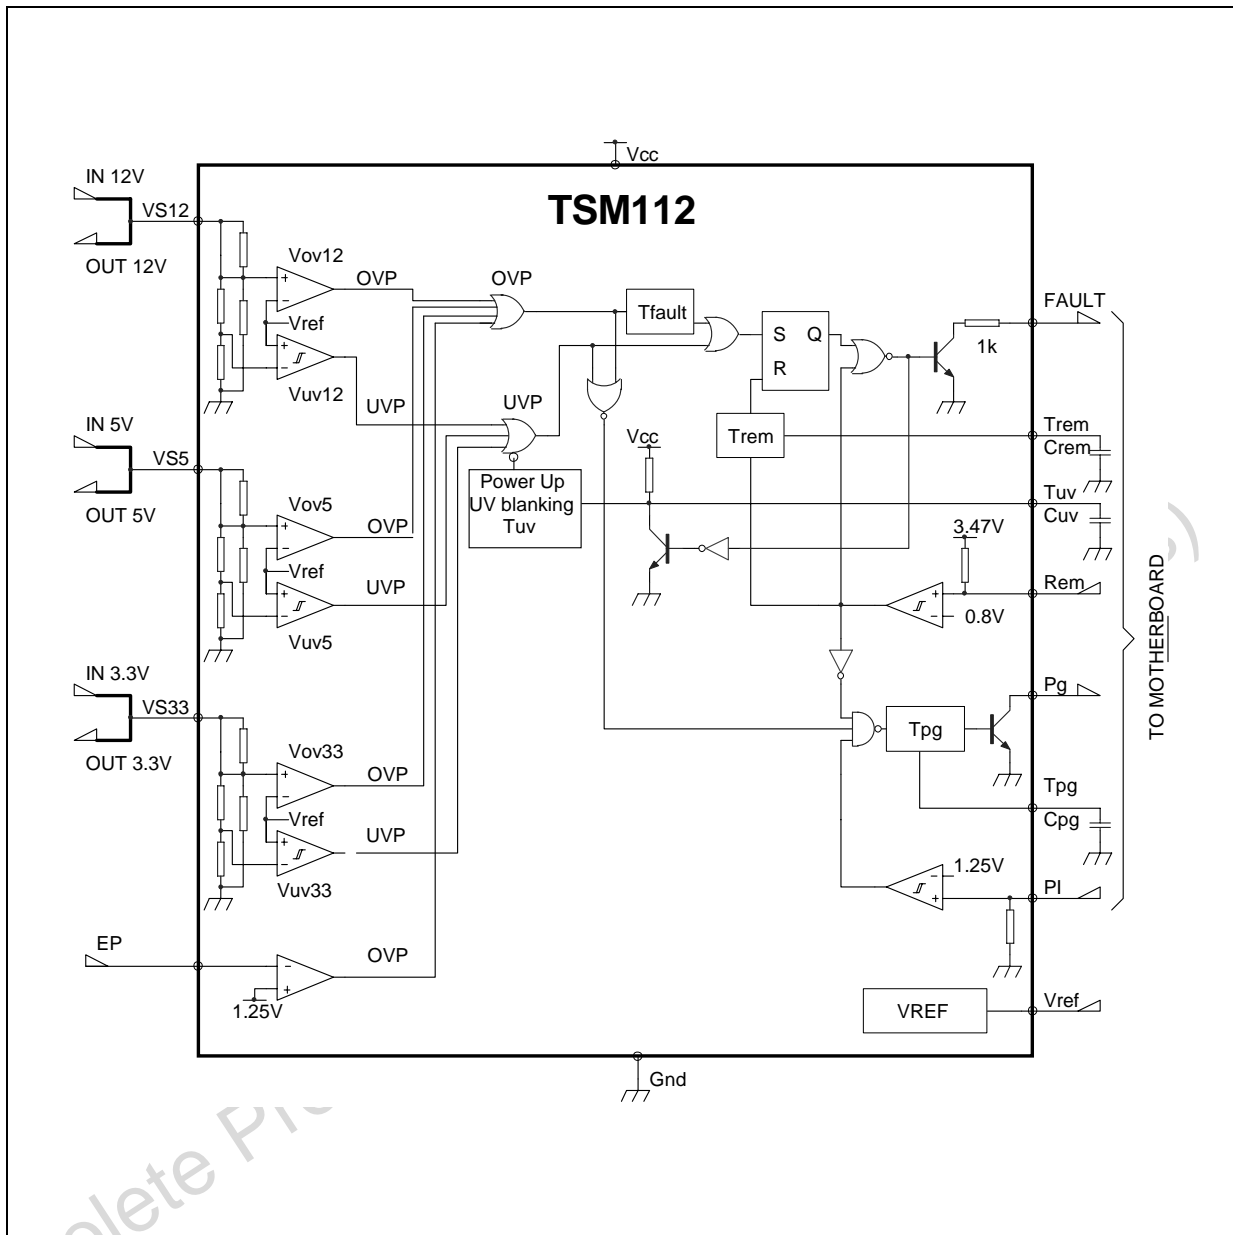 Vcc
IN 12V
TSM112
VS12
OUT 12V
Vov12
OVP
OVP
Vref
Vuv12
Tfault
S Q
R
FAULT
1k
UVP
UVP
Trem
Trem
Crem
IN 5V
VS5
OUT 5V
Vcc
Power Up
UV blanking
Tuv
Tuv
Cuv
Vov5
OVP
Vref
UVP
Vuv5
3.47V
Rem
0.8V
TO MOTHERBOARD
IN 3.3V
VS33
OUT 3.3V
Pg
Tpg
Vov33
OVP
Vref
UVP
Vuv33
Tpg
Cpg
1.25V
PI
EP
OVP
1.25V
VREF
Vref
Gnd